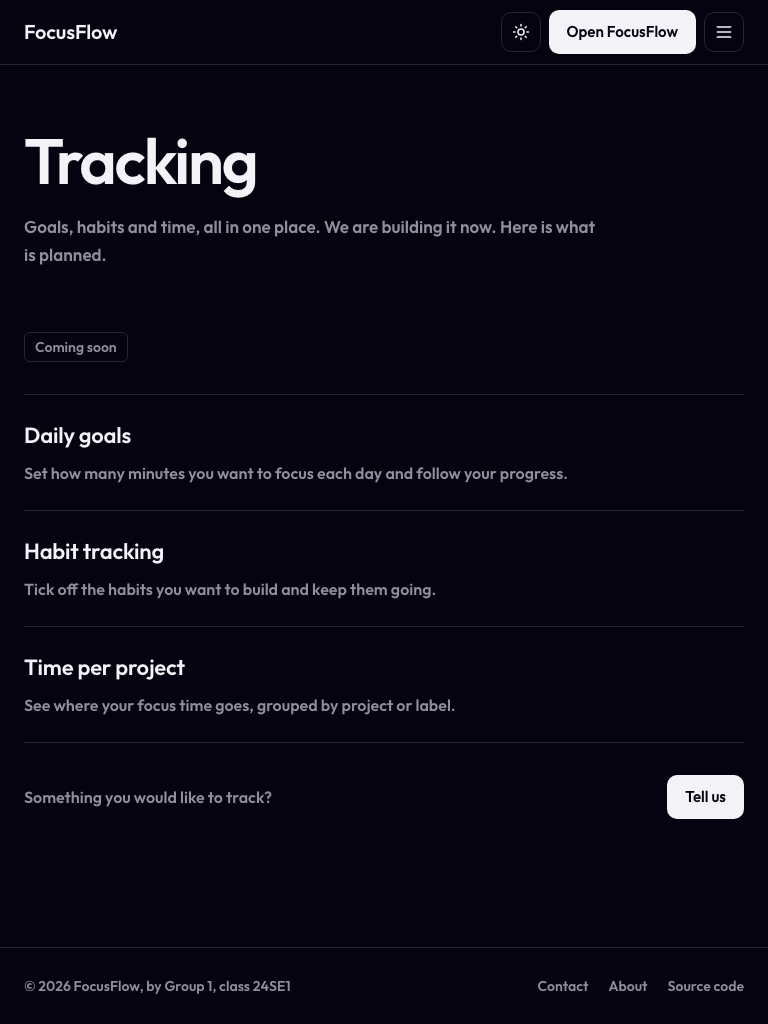 FocusFlow
Open FocusFlow
Tracking
Goals, habits and time, all in one place. We are building it now. Here is what
is planned.
Coming soon
Daily goals
Set how many minutes you want to focus each day and follow your progress.
Habit tracking
Tick off the habits you want to build and keep them going.
Time per project
See where your focus time goes, grouped by project or label.
Something you would like to track?
Tell us
© 2026 FocusFlow, by Group 1, class 24SE1
Contact
About
Source code